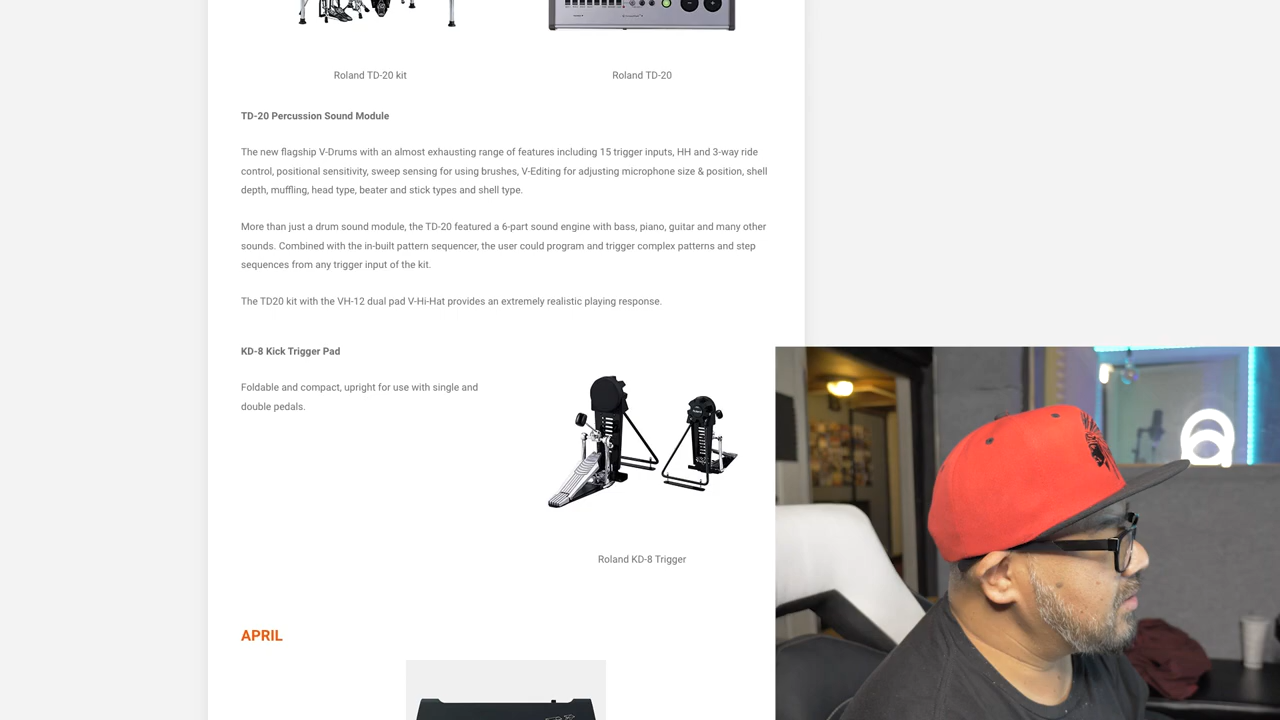 Roland TD-20 kit
Roland TD-20
TD-20 Percussion Sound Module
The new flagship V-Drums with an almost exhausting range of features including 15 trigger inputs, HH and 3-way ride
control, positional sensitivity, sweep sensing for using brushes, V-Editing for adjusting microphone size & position, shell
depth, muffling, head type, beater and stick types and shell type.
More than just a drum sound module, the TD-20 featured a 6-part sound engine with bass, piano, guitar and many other
sounds. Combined with the in-built pattern sequencer, the user could program and trigger complex patterns and step
sequences from any trigger input of the kit.
The TD20 kit with the VH-12 dual pad V-Hi-Hat provides an extremely realistic playing response.
KD-8 Kick Trigger Pad
Foldable and compact, upright for use with single and
double pedals.
Roland KD-8 Trigger
APRIL